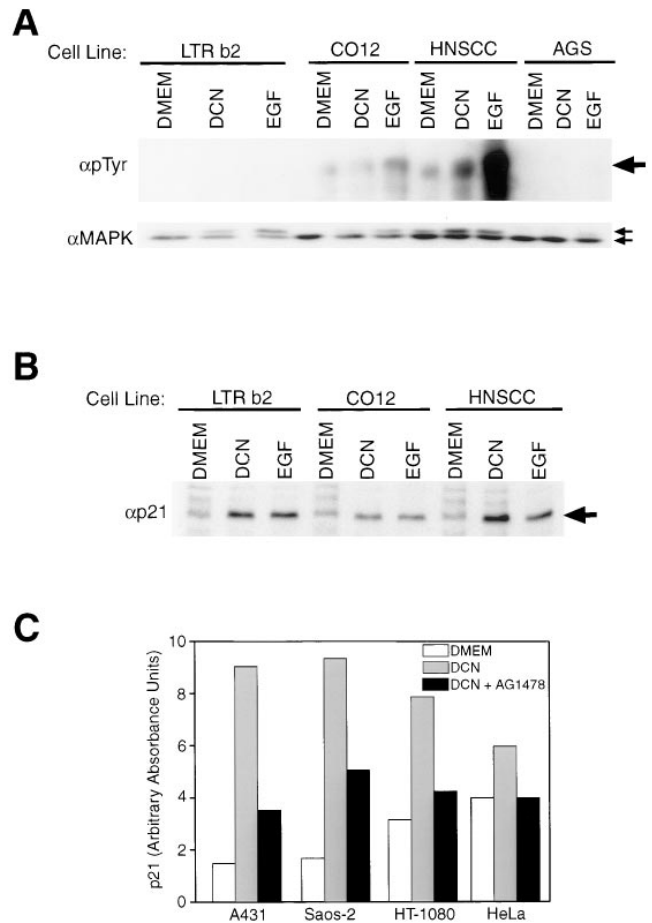 A
Cell Line: LTR b2 CO12 HNSCC AGS
DMEM DCN EGF DMEM DCN EGF DMEM DCN EGF DMEM DCN EGF
αpTyr
αMAPK
B
Cell Line: LTR b2 CO12 HNSCC
DMEM DCN EGF DMEM DCN EGF DMEM DCN EGF
αp21
C
p21 (Arbitrary Absorbance Units)
10
8
6
4
2
0
DMEM
DCN
DCN + AG1478
A431 Saos-2 HT-1080 HeLa